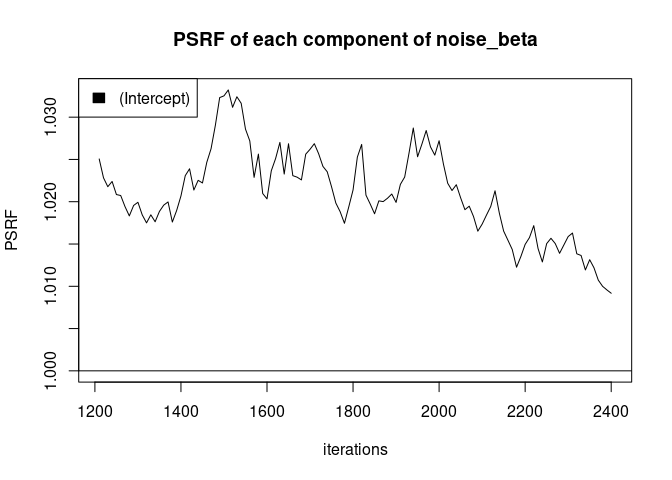 PSRF of each component of noise_beta
(Intercept)
PSRF
1.030
1.020
1.010
1.000
1200 1400 1600 1800 2000 2200 2400
iterations